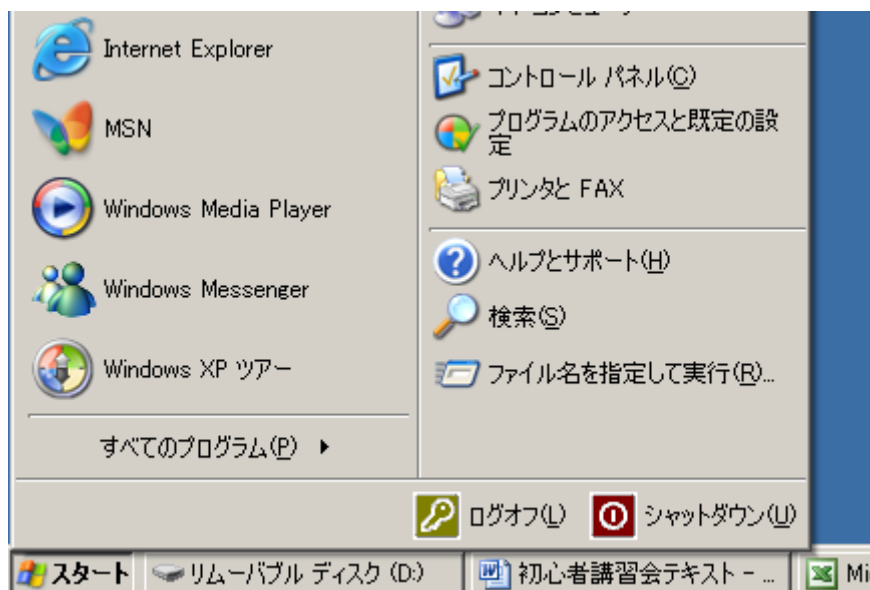 Internet Explorer
MSN
Windows Media Player
Windows Messenger
Windows XP ツアー
すべてのプログラム(P)
コントロール パネル(C)
プログラムのアクセスと既定の設
定
プリンタと FAX
ヘルプとサポート(H)
検索(S)
ファイル名を指定して実行(R)...
ログオフ(L)
シャットダウン(U)
スタート
リムーバブル ディスク (D:)
初心者講習会テキスト - ...